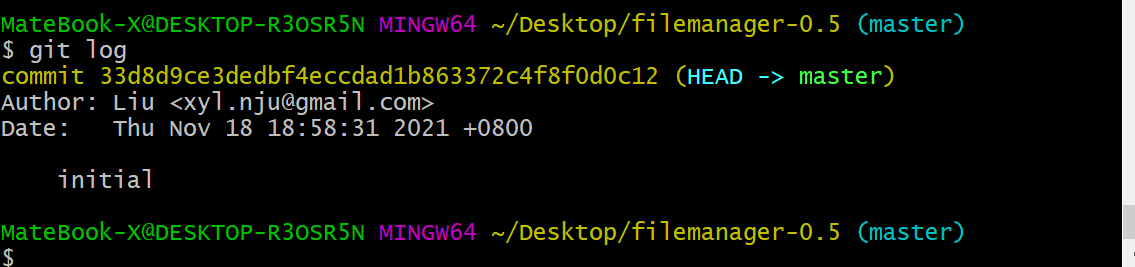 MateBook-X@DESKTOP-R3OSR5N MINGW64 ~/Desktop/filemanager-0.5 (master)
$ git log
commit 33d8d9ce3dedbf4eccdad1b863372c4f8f0d0c12 (HEAD -> master)
Author: Liu <xyl.nju@gmail.com>
Date:   Thu Nov 18 18:58:31 2021 +0800
    initial
MateBook-X@DESKTOP-R3OSR5N MINGW64 ~/Desktop/filemanager-0.5 (master)
$